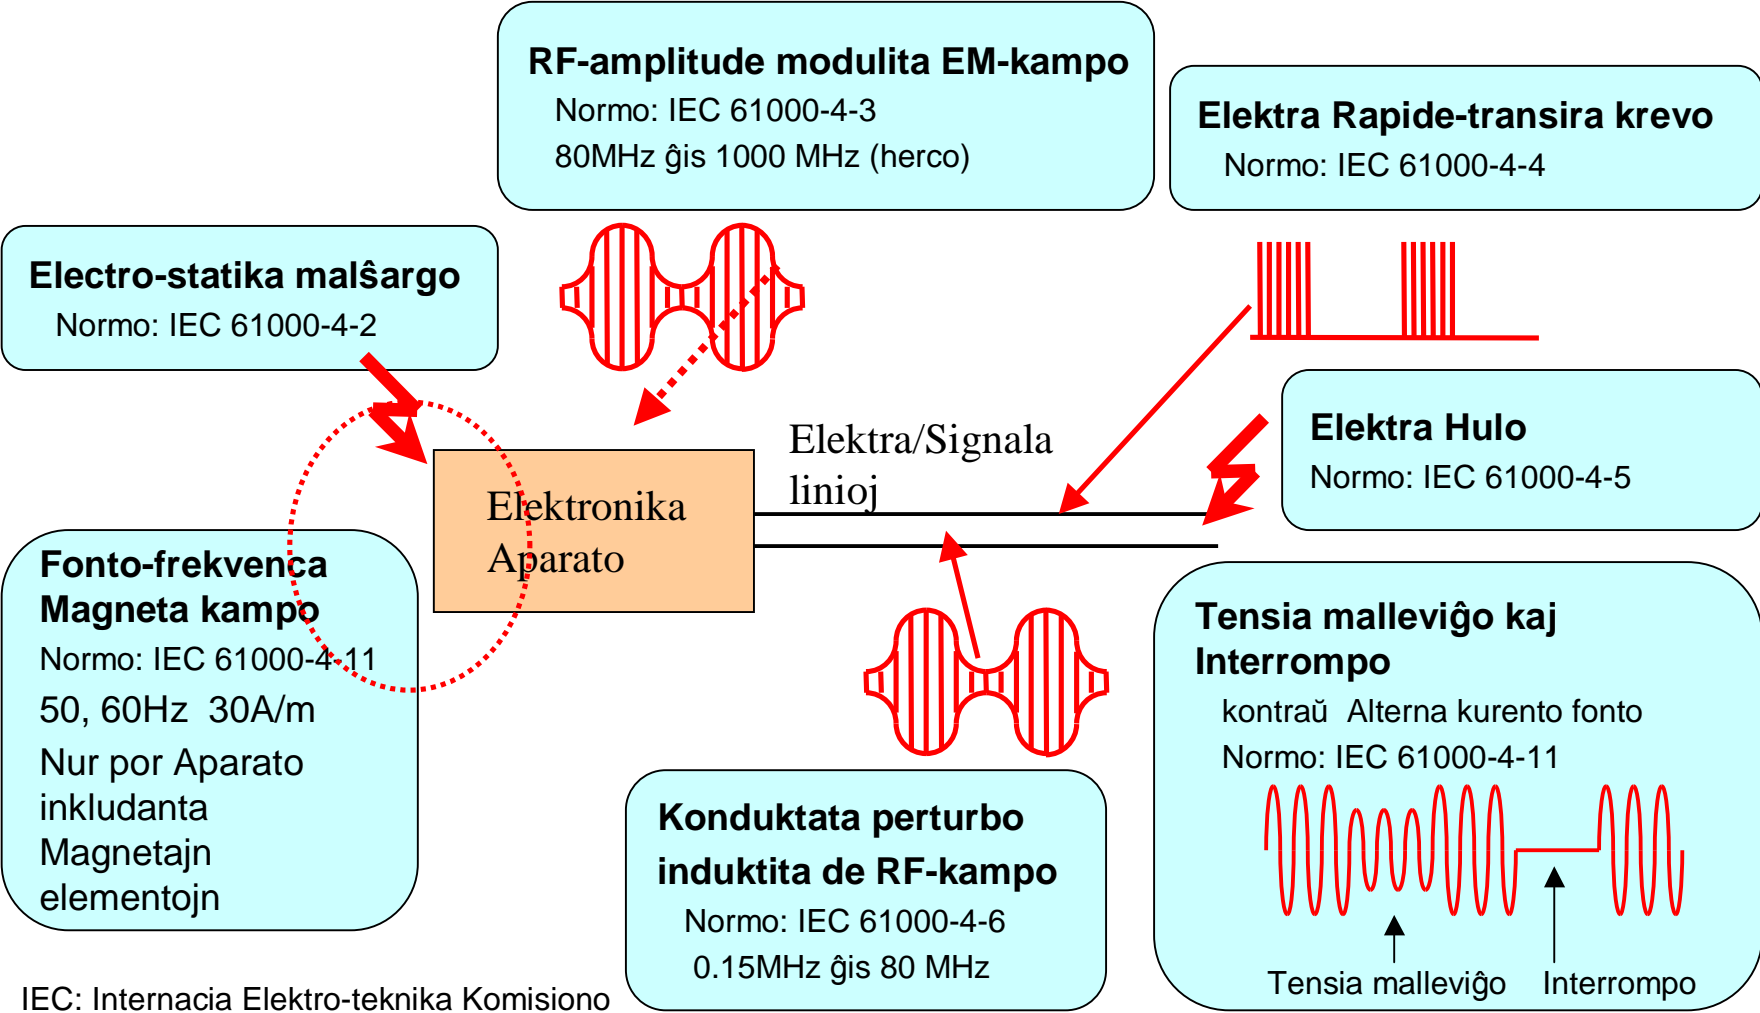 RF-amplitude modulita EM-kampo
Normo: IEC 61000-4-3
80MHz ĝis 1000 MHz (herco)
Elektra Rapide-transira krevo
Normo: IEC 61000-4-4
Electro-statika malŝargo
Normo: IEC 61000-4-2
Elektra/Signala
linioj
Elektra Hulo
Normo: IEC 61000-4-5
Elektronika
Aparato
Fonto-frekvenca
Magneta kampo
Normo: IEC 61000-4-11
50, 60Hz  30A/m
Nur por Aparato
inkludanta
Magnetajn
elementojn
Tensia malleviĝo kaj
Interrompo
kontraŭ  Alterna kurento fonto
Normo: IEC 61000-4-11
Tensia malleviĝo
Interrompo
Konduktata perturbo
induktita de RF-kampo
Normo: IEC 61000-4-6
0.15MHz ĝis 80 MHz
IEC: Internacia Elektro-teknika Komisiono